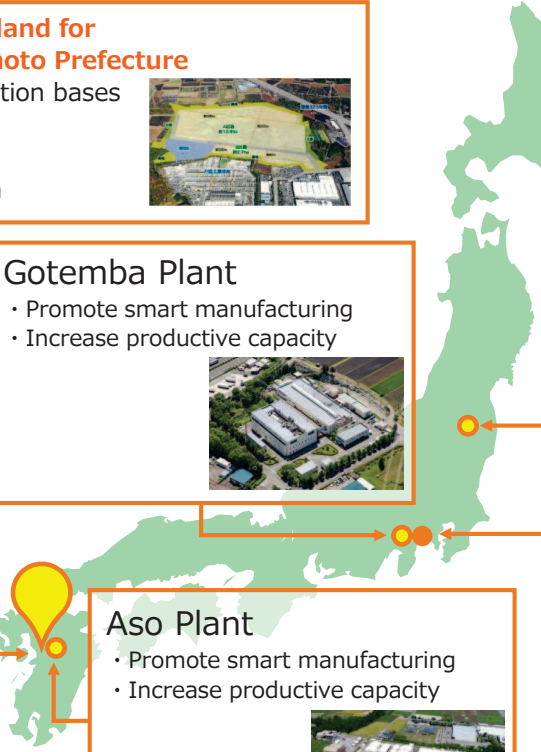 land for
noto Prefecture
tion bases
Gotemba Plant
・Promote smart manufacturing
・Increase productive capacity
Aso Plant
・Promote smart manufacturing
・Increase productive capacity